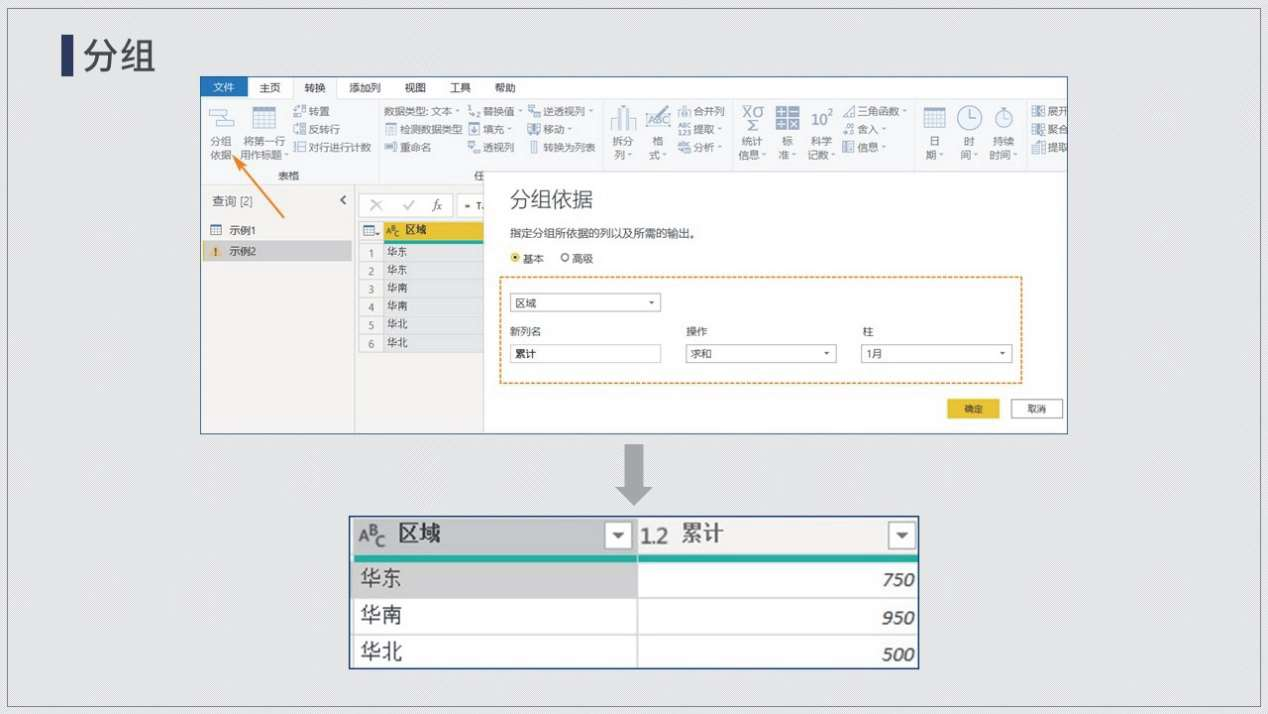 分组
文件 主页 转换 添加列 视图 工具 帮助
分组依据
将第一行用作标题
转置
反转行
对行进行计数
表格
数据类型: 文本
检测数据类型
重命名
替换值
填充
透视列
逆透视列
移动
转换为列表
任
拆分列
格式
ABC
合并列
提取
分析
统计信息
标准
10²
科学记数
三角函数
舍入
信息
日期
时间
持续时间
展开
聚合
提取
查询 [2]
示例1
示例2
fx
ABC 区域
1 华东
2 华东
3 华南
4 华南
5 华北
6 华北
分组依据
指定分组所依据的列以及所需的输出。
基本 高级
区域
新列名 操作 柱
累计 求和 1月
确定 取消
ABC 区域 1.2 累计
华东 750
华南 950
华北 500